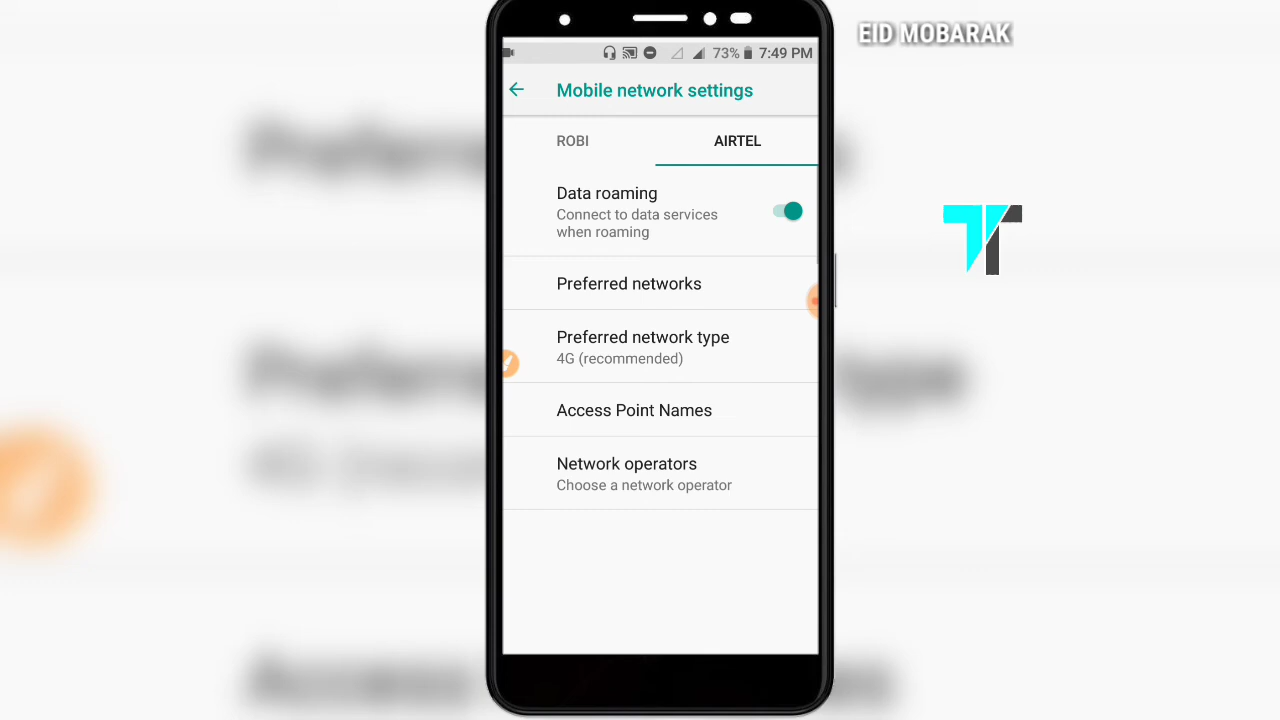 EID MOBARAK
73% 7:49 PM
Mobile network settings
ROBI AIRTEL
Data roaming
Connect to data services
when roaming
Preferred networks
Preferred network type
4G (recommended)
Access Point Names
Network operators
Choose a network operator